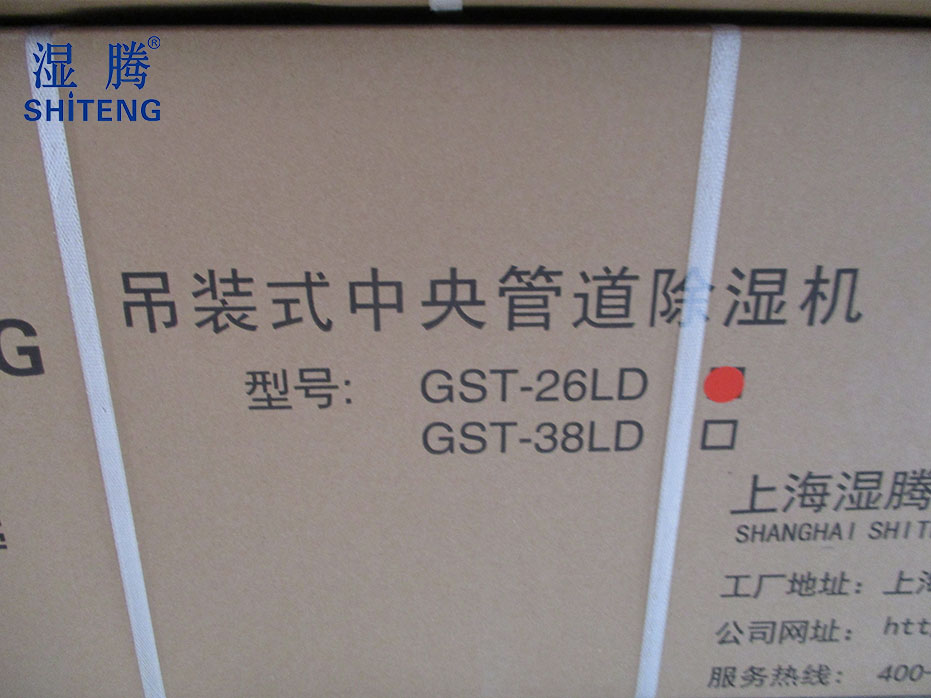 湿腾®
SHITENG
吊装式中央管道除湿机
G
型号: GST-26LD
GST-38LD
上海湿腾
SHANGHAI SHIT
工厂地址: 上海
公司网址: htt
服务热线: 400-